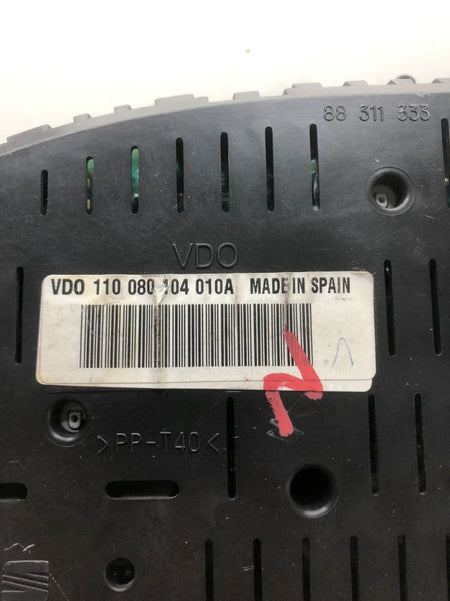 88 311 333
VDO
VDO 110 080 104 010A MADE IN SPAIN
>PP-T40<